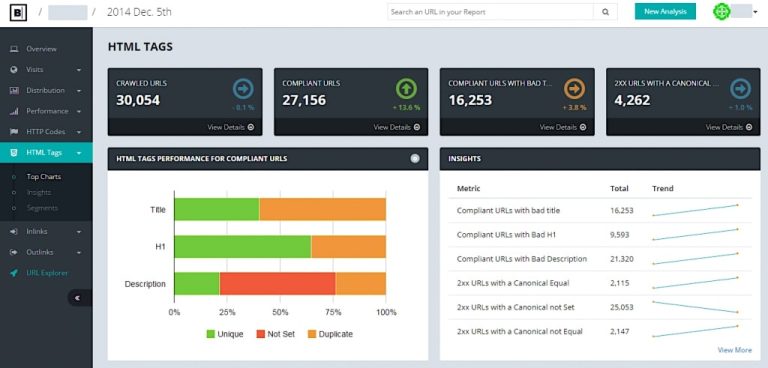 B / / 2014 Dec. 5th
Search an URL in your Report
New Analysis
Overview
Visits
Distribution
Performance
HTTP Codes
HTML Tags
Top Charts
Insights
Segments
Inlinks
Outlinks
URL Explorer
HTML TAGS
CRAWLED URLS
30,054
- 0.1 %
View Details
COMPLIANT URLS
27,156
+ 13.6 %
View Details
COMPLIANT URLS WITH BAD T...
16,253
+ 3.8 %
View Details
2XX URLS WITH A CANONICAL ...
4,262
- 1.0 %
View Details
HTML TAGS PERFORMANCE FOR COMPLIANT URLS
Title
H1
Description
0% 25% 50% 75% 100%
Unique Not Set Duplicate
INSIGHTS
Metric Total Trend
Compliant URLs with bad title 16,253
Compliant URLs with Bad H1 9,593
Compliant URLs with Bad Description 21,320
2xx URLs with a Canonical Equal 2,115
2xx URLs with a Canonical not Set 25,053
2xx URLs with a Canonical not Equal 2,147
View More